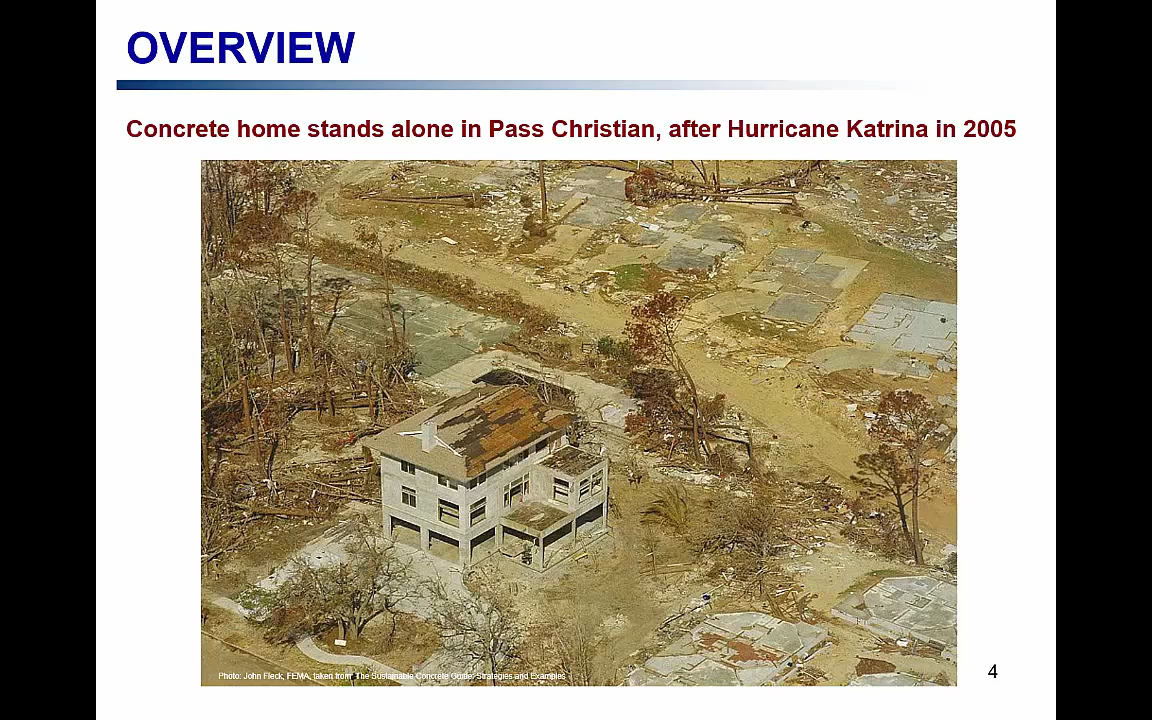 OVERVIEW
Concrete home stands alone in Pass Christian, after Hurricane Katrina in 2005
Photo: John Fleck, FEMA, taken from The Sustainable Concrete Guide: Strategies and Examples
4